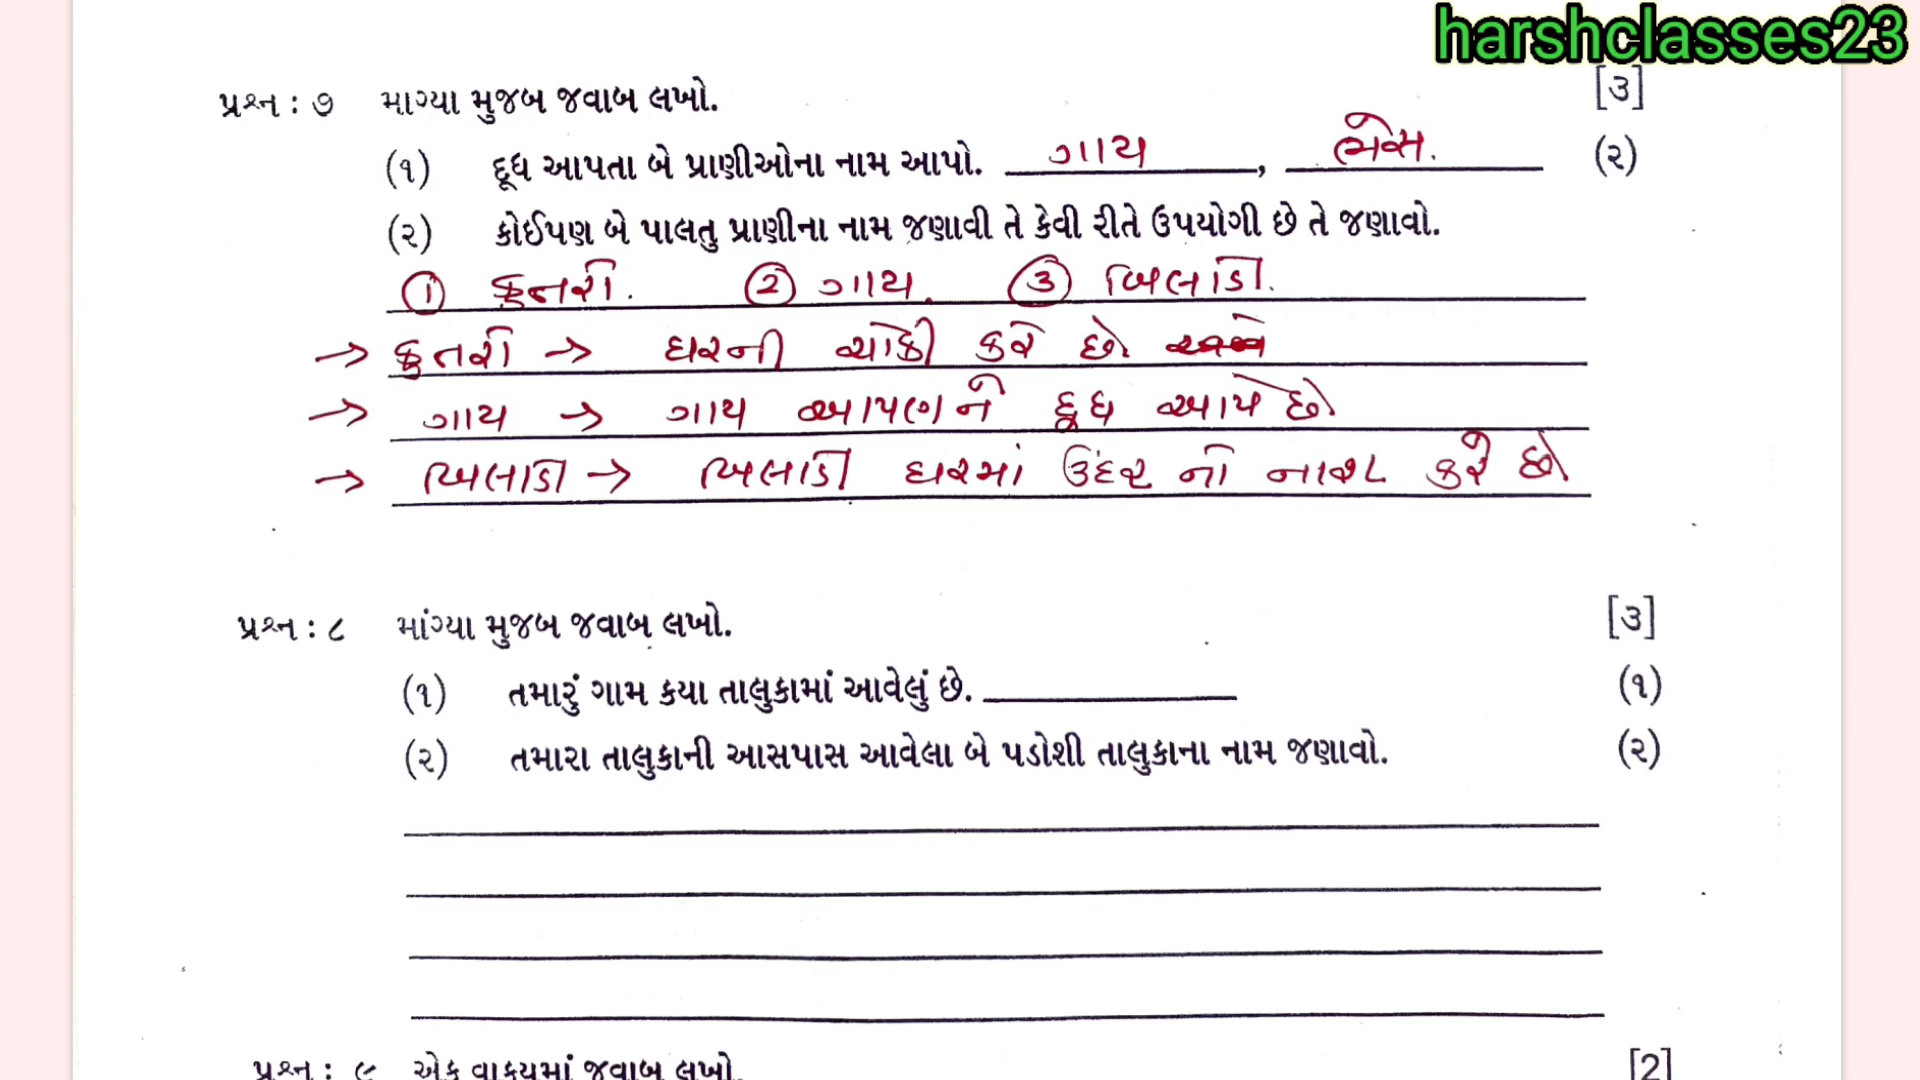 harshclasses23
પ્રશ્ન : ૭ માગ્યા મુજબ જવાબ લખો. [૩]
(૧) દૂધ આપતા બે પ્રાણીઓના નામ આપો. ગાય, ભેંસ. (૨)
(૨) કોઈપણ બે પાલતુ પ્રાણીના નામ જણાવી તે કેવી રીતે ઉપયોગી છે તે જણાવો.
① કુતરો. ② ગાય. ③ બિલાડી.
→ કુતરો → ઘરની ચોકી કરે છે
→ ગાય → ગાય આપણને દૂધ આપે છે
→ બિલાડી → બિલાડી ઘરમાં ઉંદર નો નાશ કરે છે
પ્રશ્ન : ૮ માંગ્યા મુજબ જવાબ લખો. [૩]
(૧) તમારું ગામ કયા તાલુકામાં આવેલું છે. (૧)
(૨) તમારા તાલુકાની આસપાસ આવેલા બે પડોશી તાલુકાના નામ જણાવો. (૨)
પ્રશ્ન : ૯ એક વાક્યમાં જવાબ લખો. [2]